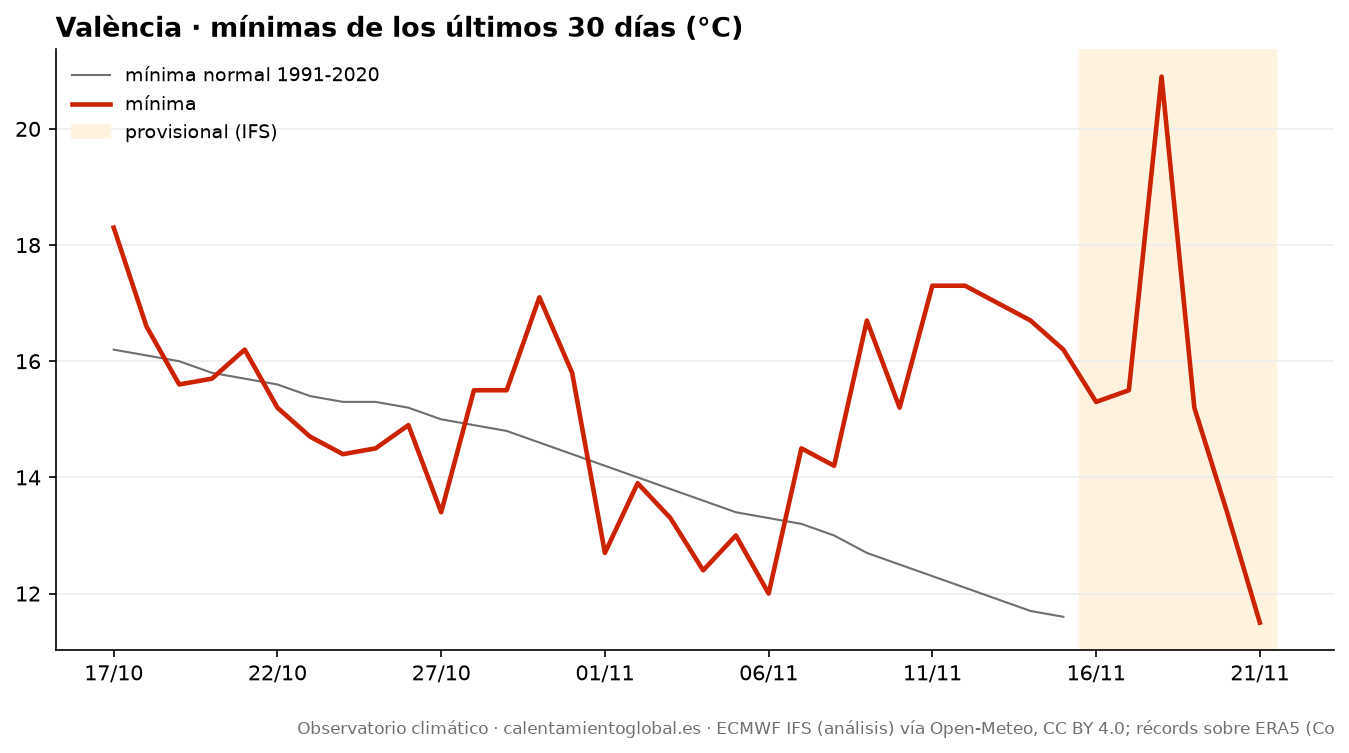 València · mínimas de los últimos 30 días (°C)
mínima normal 1991-2020
mínima
provisional (IFS)
20
18
16
14
12
17/10 22/10 27/10 01/11 06/11 11/11 16/11 21/11
Observatorio climático · calentamientoglobal.es · ECMWF IFS (análisis) vía Open-Meteo, CC BY 4.0; récords sobre ERA5 (Co